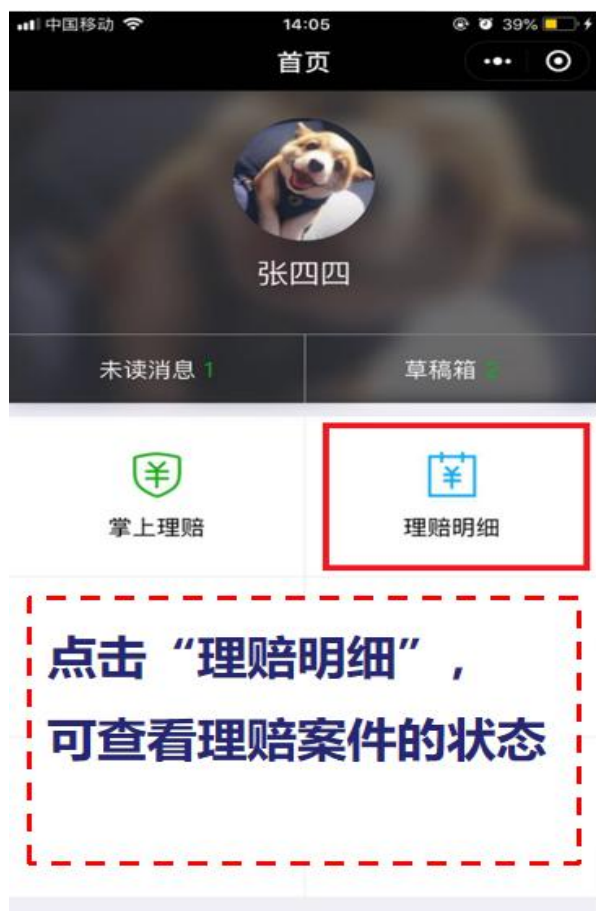 中国移动 14:05 39%
首页
张四四
未读消息 1 草稿箱
掌上理赔 理赔明细
点击“理赔明细”，
可查看理赔案件的状态